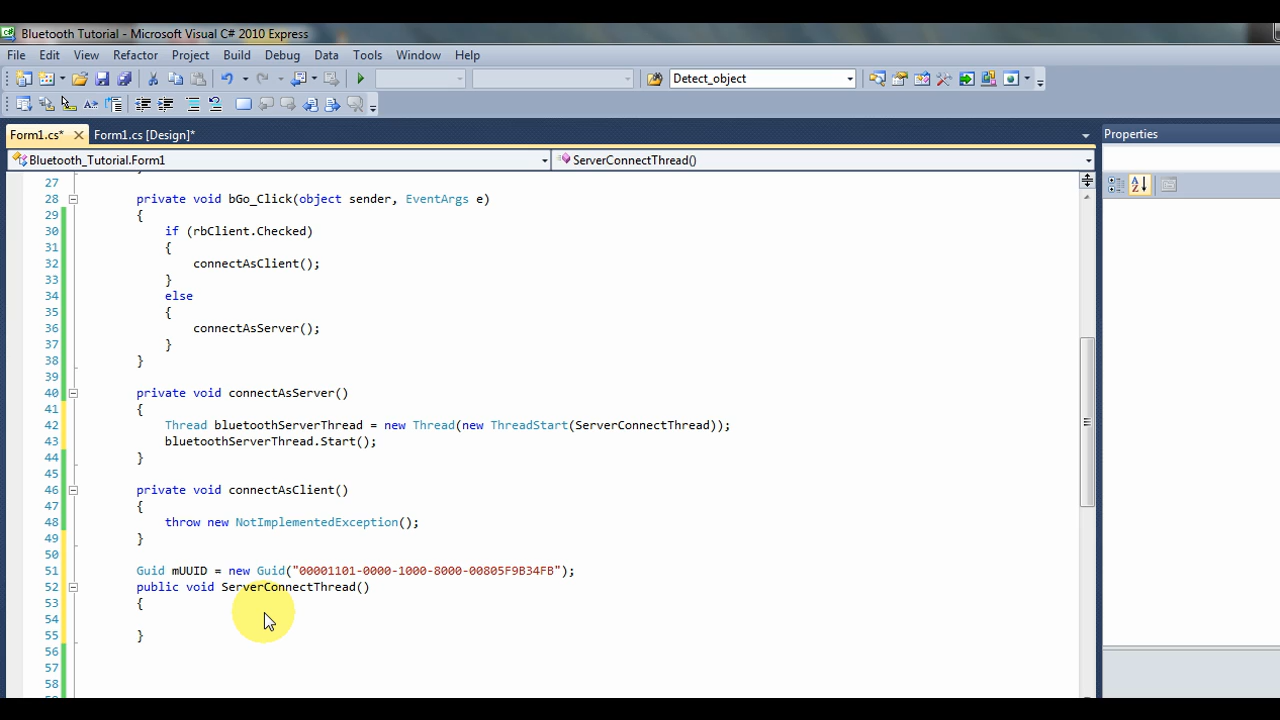 Bluetooth Tutorial - Microsoft Visual C# 2010 Express
File Edit View Refactor Project Build Debug Data Tools Window Help
Detect_object
Form1.cs* Form1.cs [Design]*
Properties
Bluetooth_Tutorial.Form1 ServerConnectThread()
27
28 private void bGo_Click(object sender, EventArgs e)
29 {
30 if (rbClient.Checked)
31 {
32 connectAsClient();
33 }
34 else
35 {
36 connectAsServer();
37 }
38 }
39
40 private void connectAsServer()
41 {
42 Thread bluetoothServerThread = new Thread(new ThreadStart(ServerConnectThread));
43 bluetoothServerThread.Start();
44 }
45
46 private void connectAsClient()
47 {
48 throw new NotImplementedException();
49 }
50
51 Guid mUUID = new Guid("00001101-0000-1000-8000-00805F9B34FB");
52 public void ServerConnectThread()
53 {
54
55 }
56
57
58